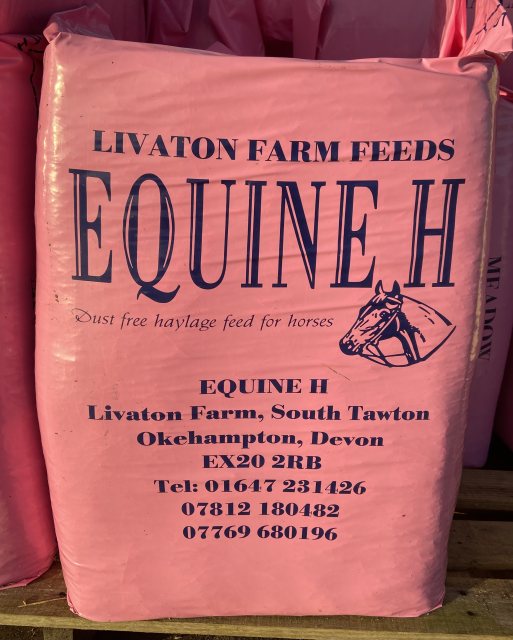 LIVATON FARM FEEDS
EQUINE H
Dust free haylage feed for horses
EQUINE H
Livaton Farm, South Tawton
Okehampton, Devon
EX20 2RB
Tel: 01647 231426
07812 180482
07769 680196
MEADOW